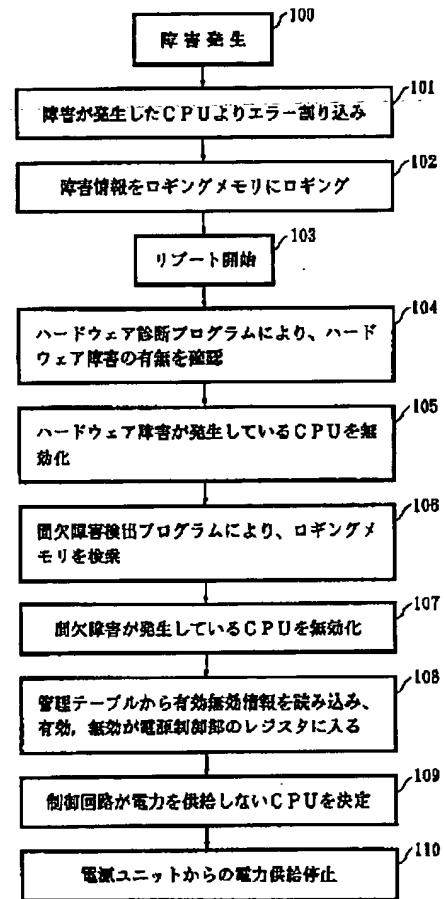 100
障害発生
101
障害が発生したCPUよりエラー割り込み
102
障害情報をロギングメモリにロギング
103
リブート開始
104
ハードウェア診断プログラムにより、ハード
ウェア障害の有無を確認
105
ハードウェア障害が発生しているCPUを無
効化
106
間欠障害検出プログラムにより、ロギングメ
モリを検索
107
間欠障害が発生しているCPUを無効化
108
管理テーブルから有効無効情報を読み込み、
有効，無効が電源制御部のレジスタに入る
109
制御回路が電力を供給しないCPUを決定
110
電源ユニットからの電力供給停止